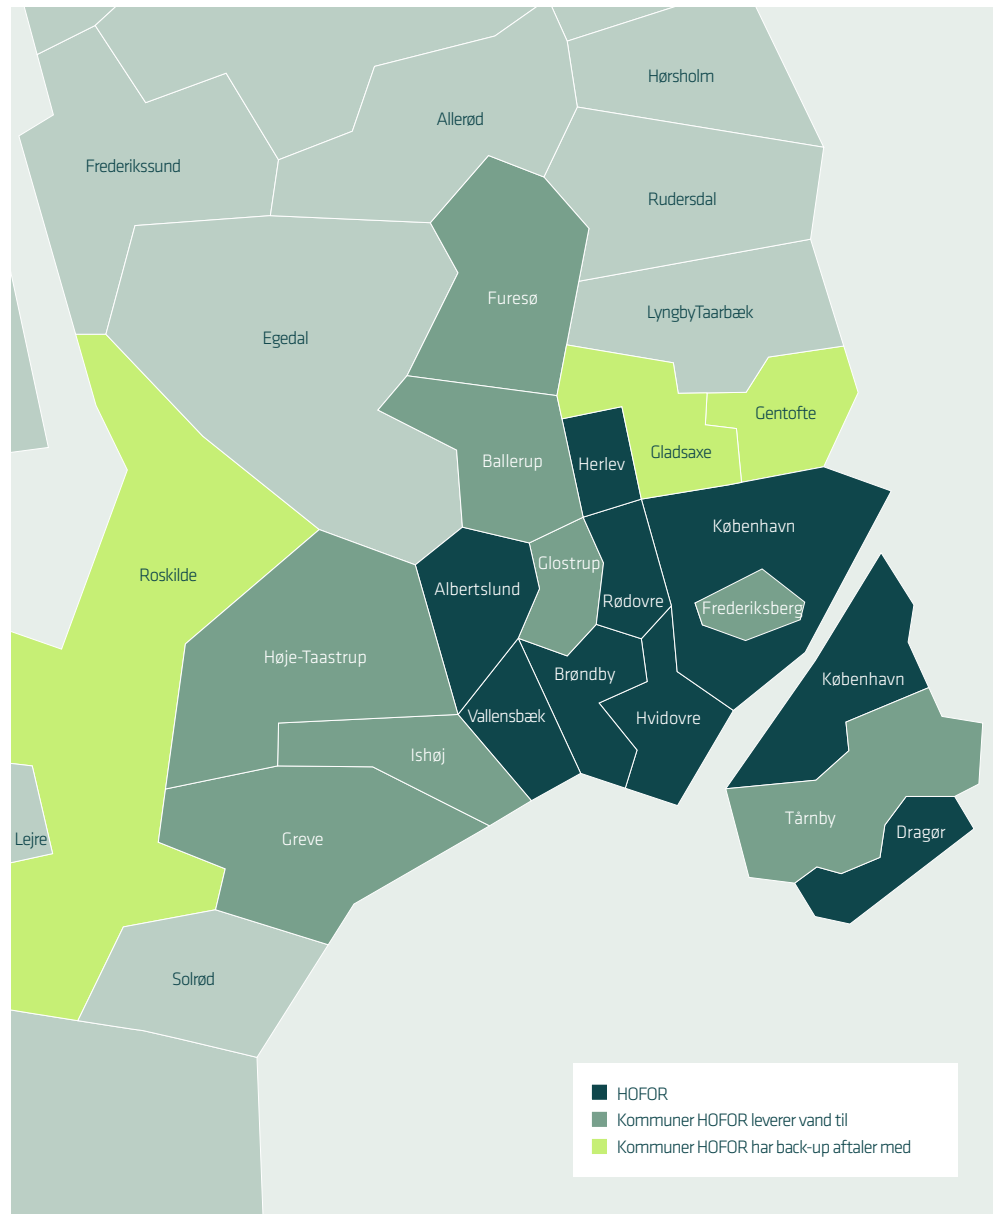 Hørsholm
Allerød
Frederikssund
Rudersdal
Furesø
LyngbyTaarbæk
Egedal
Gentofte
Gladsaxe
Ballerup
Herlev
København
Glostrup
Roskilde
Albertslund
Rødovre
Frederiksberg
Høje-Taastrup
Brøndby
København
Vallensbæk
Hvidovre
Ishøj
Tårnby
Dragør
Lejre
Greve
Solrød
HOFOR
Kommuner HOFOR leverer vand til
Kommuner HOFOR har back-up aftaler med